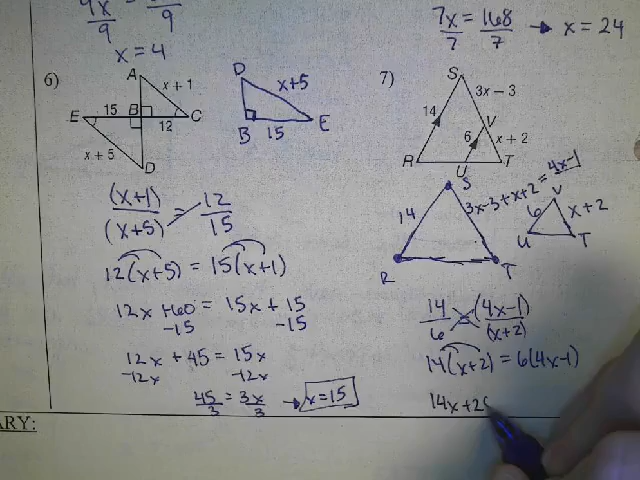 9x
9 9
x = 4
7x = 168
7 7 → x = 24
6)
A
x + 1
15 B
E C
12
x + 5
D
D
x+5
B 15 E
(x+1) = 12
(x+5) 15
12(x+5) = 15(x+1)
12x + 60 = 15x + 15
-15 -15
12x + 45 = 15x
-12x -12x
45 = 3x
3 3 → x=15
7)
S
3x − 3
14
V
6 x + 2
R U T
S
3x-3+x+2 = 4x-1
14
R T
V
6 x+2
U T
14 = (4x-1)
6 (x+2)
14(x+2) = 6(4x-1)
14x+2
ARY: